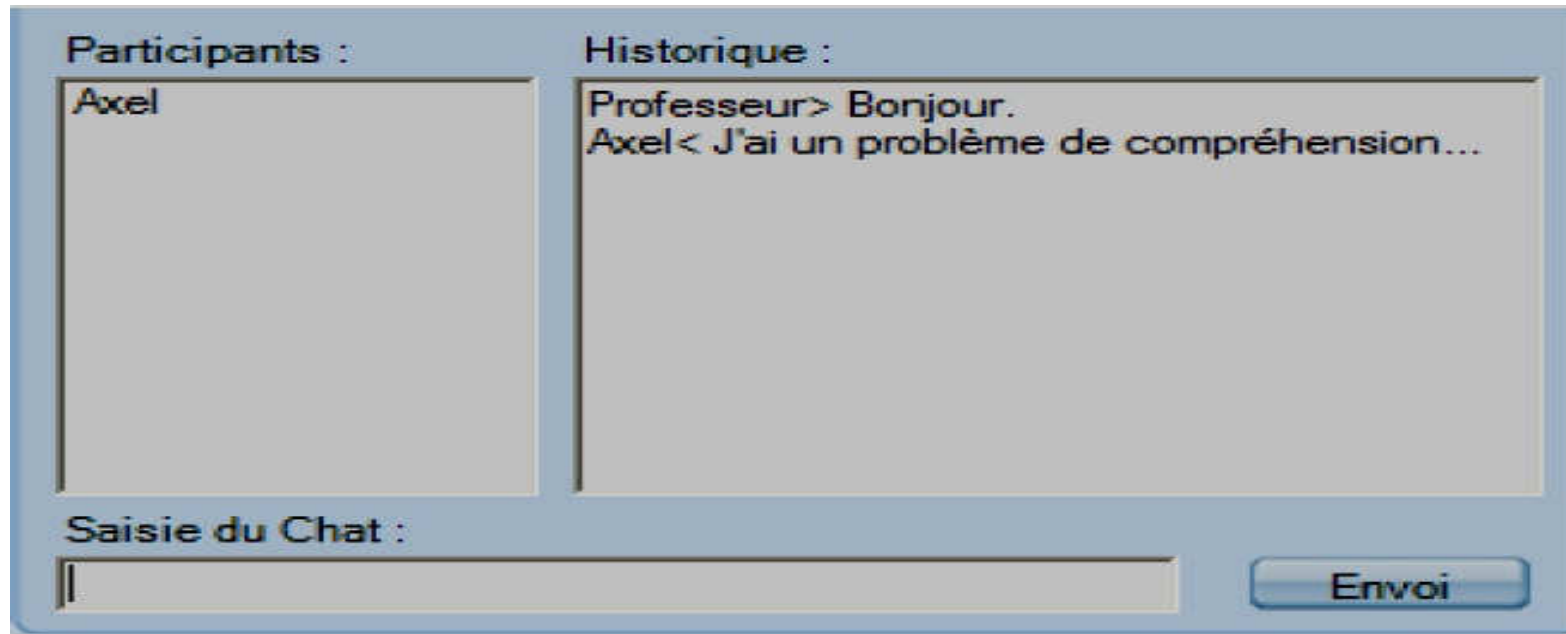 Participants :
Axel
Historique :
Professeur> Bonjour.
Axel< J'ai un problème de compréhension...
Saisie du Chat :
Envoi